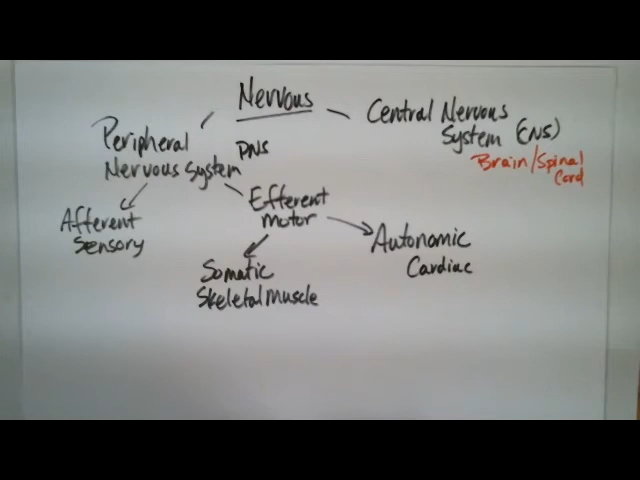 Nervous
Central Nervous
System (CNS)
Brain/Spinal
Cord
Peripheral
Nervous System
PNS
Afferent
Sensory
Efferent
motor
Autonomic
Cardiac
Somatic
Skeletal Muscle